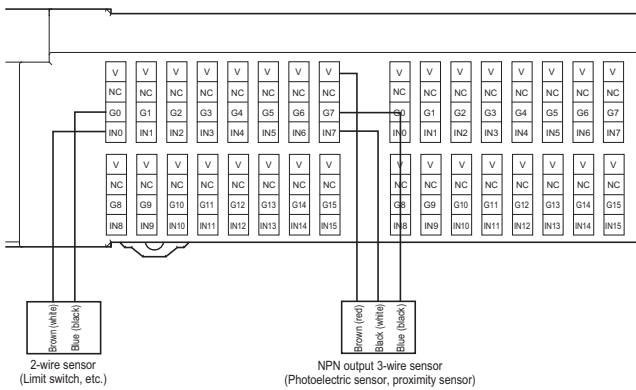 V V V V V V V V V V V V V V V V
NC NC NC NC NC NC NC NC NC NC NC NC NC NC NC NC
G0 G1 G2 G3 G4 G5 G6 G7 G0 G1 G2 G3 G4 G5 G6 G7
IN0 IN1 IN2 IN3 IN4 IN5 IN6 IN7 IN0 IN1 IN2 IN3 IN4 IN5 IN6 IN7
V V V V V V V V V V V V V V V V
NC NC NC NC NC NC NC NC NC NC NC NC NC NC NC NC
G8 G9 G10 G11 G12 G13 G14 G15 G8 G9 G10 G11 G12 G13 G14 G15
IN8 IN9 IN10 IN11 IN12 IN13 IN14 IN15 IN8 IN9 IN10 IN11 IN12 IN13 IN14 IN15
Brown (white)
Blue (black)
Brown (red)
Black (white)
Blue (black)
2-wire sensor
(Limit switch, etc.)
NPN output 3-wire sensor
(Photoelectric sensor, proximity sensor)